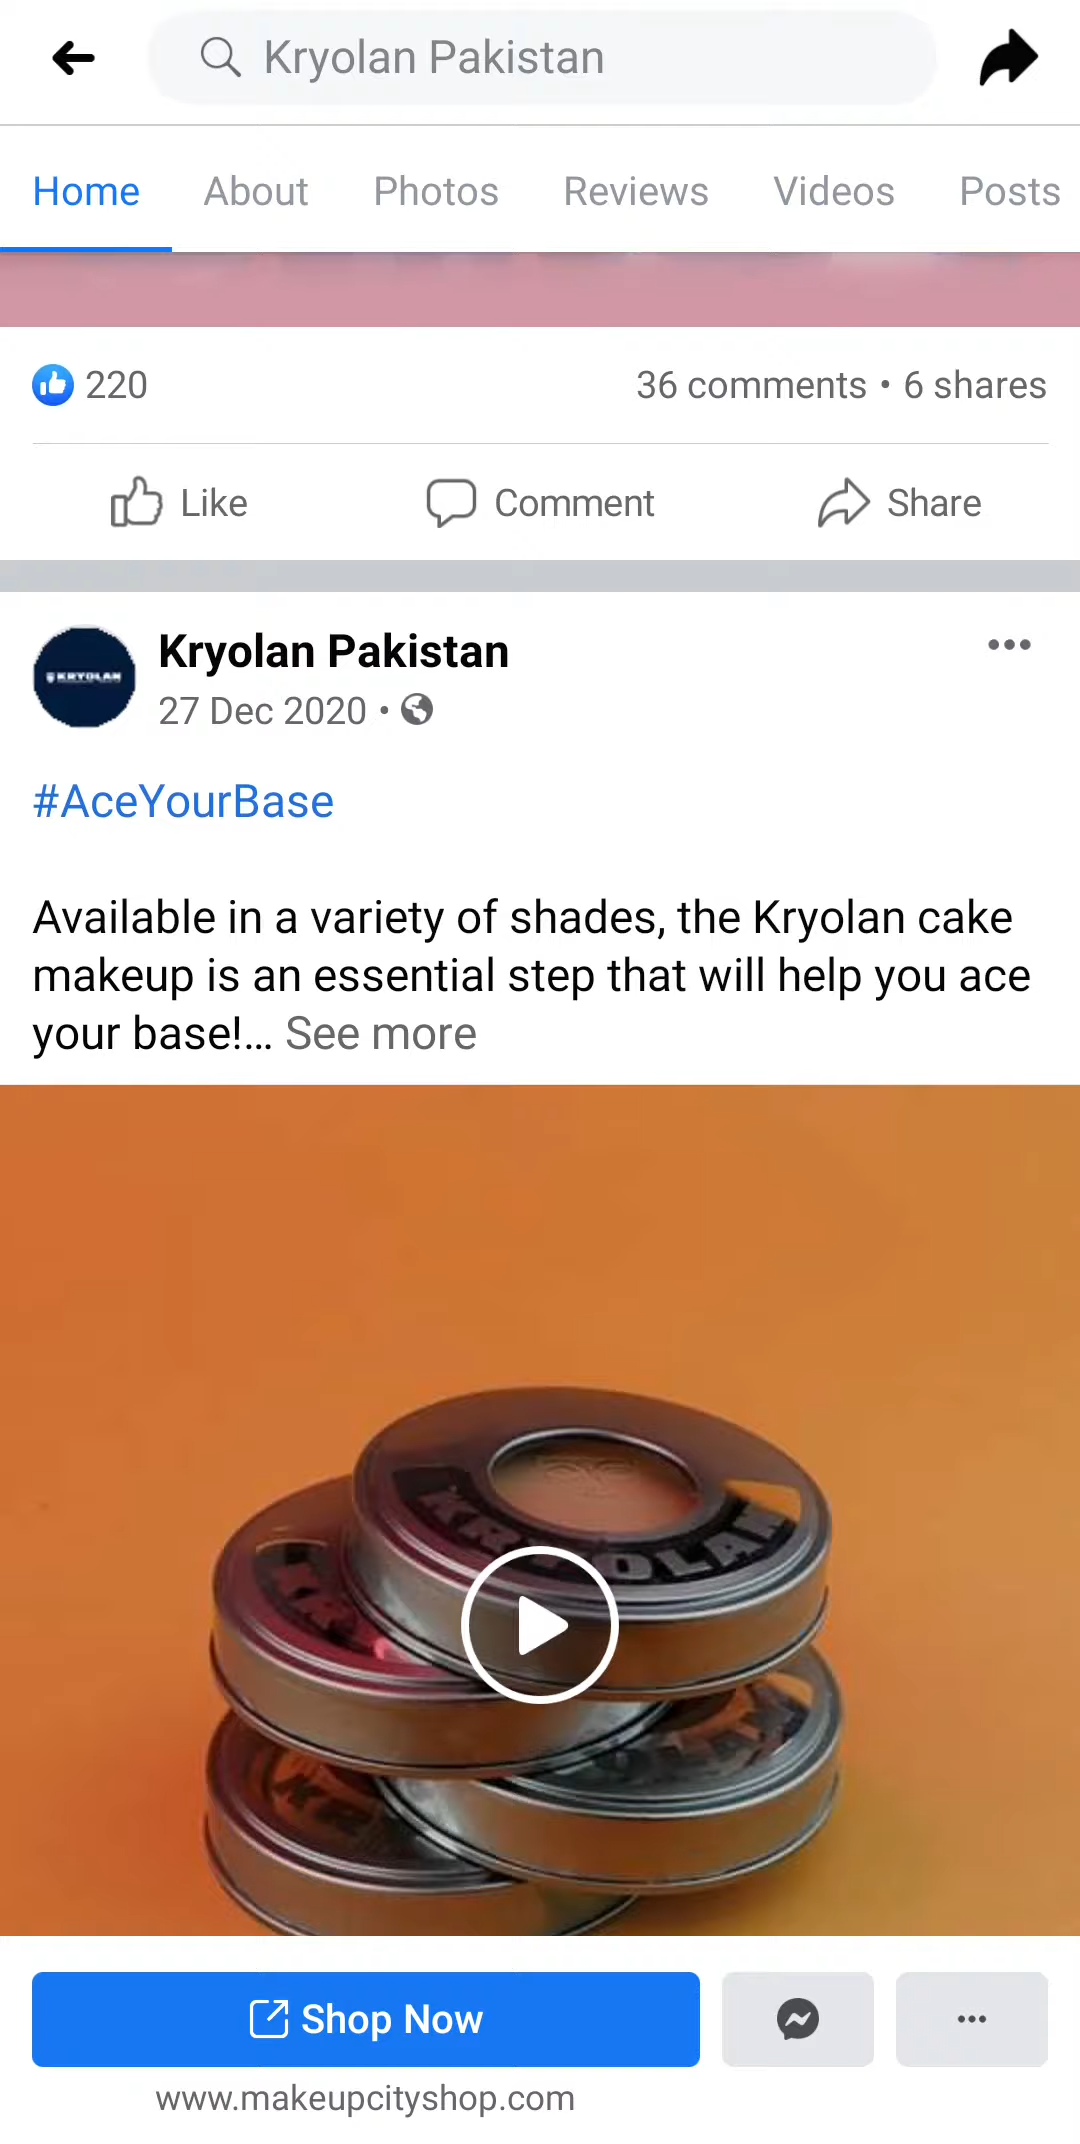 Kryolan Pakistan
Home About Photos Reviews Videos Posts
220 36 comments • 6 shares
Like Comment Share
KRYOLAN
Kryolan Pakistan
27 Dec 2020 •
#AceYourBase
Available in a variety of shades, the Kryolan cake
makeup is an essential step that will help you ace
your base!... See more
KRYOLAN
Shop Now
www.makeupcityshop.com